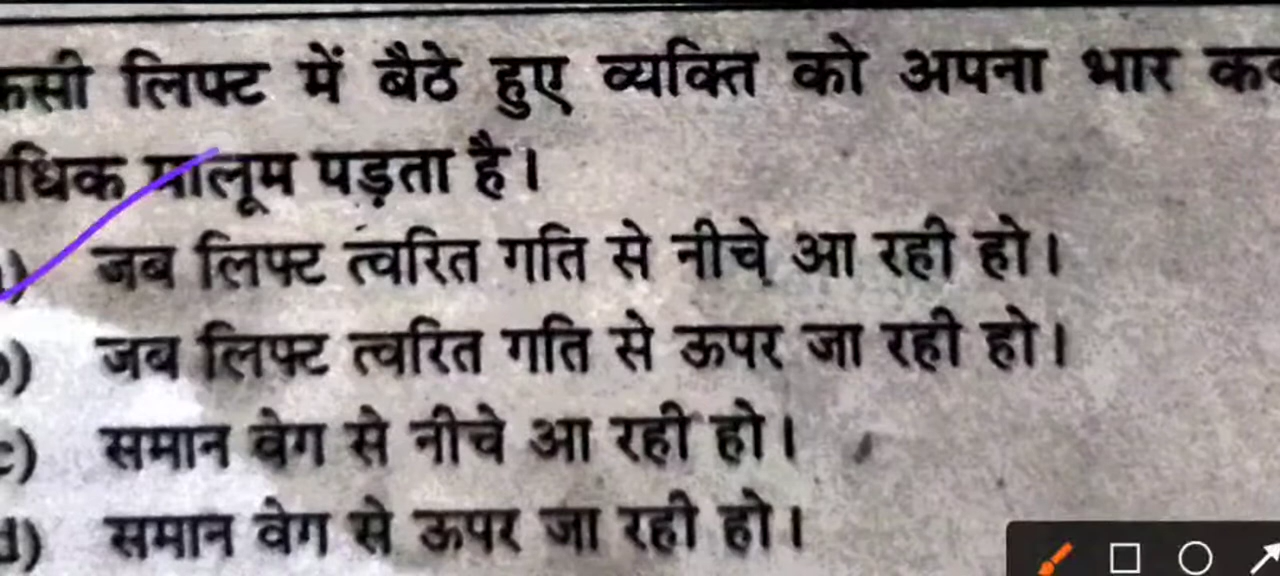 लिफ्ट में बैठे हुए व्यक्ति को अपना भार
मालूम पड़ता है।
जब लिफ्ट त्वरित गति से नीचे आ रही हो।
जब लिफ्ट त्वरित गति से ऊपर जा रही हो।
c) समान वेग से नीचे आ रही हो।
d) समान वेग से ऊपर जा रही हो।